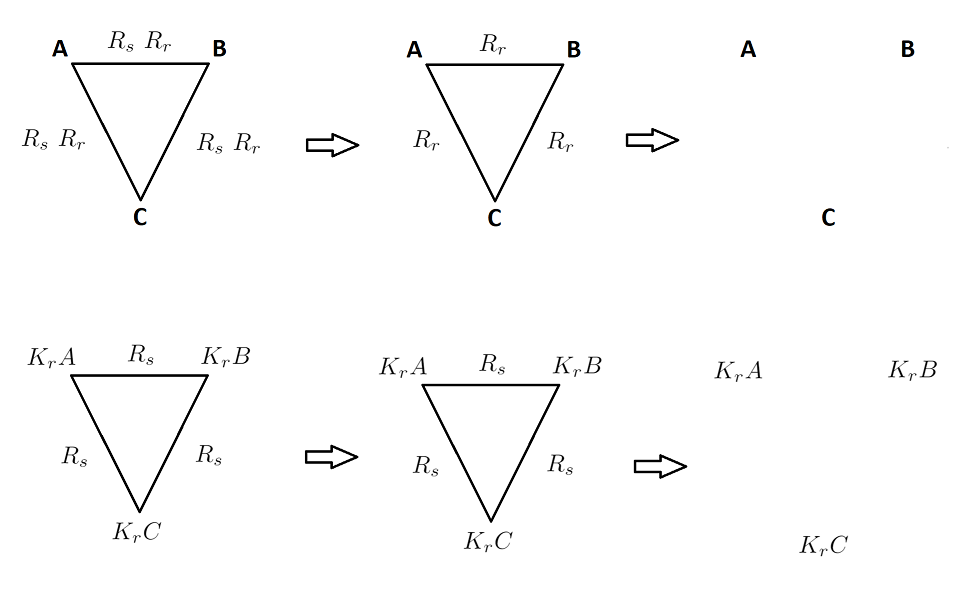 A R_s R_r B
R_s R_r R_s R_r
C
A R_r B
R_r R_r
C
A B
C
K_rA R_s K_rB
R_s R_s
K_rC
K_rA R_s K_rB
R_s R_s
K_rC
K_rA K_rB
K_rC